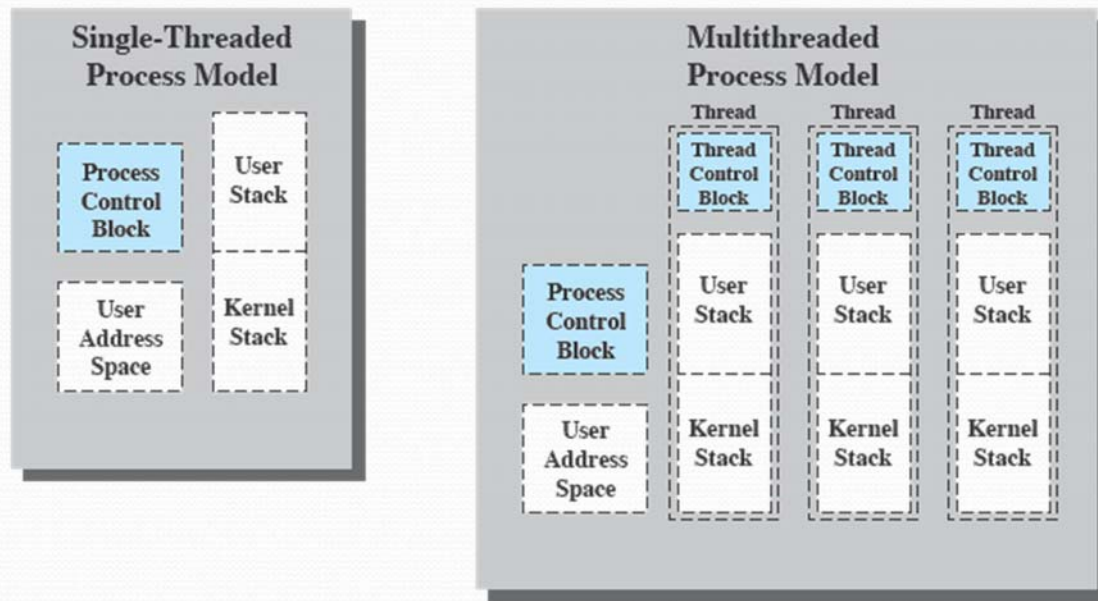 Single-Threaded
Process Model
Process
Control
Block
User
Address
Space
User
Stack
Kernel
Stack
Multithreaded
Process Model
Process
Control
Block
User
Address
Space
Thread
Thread
Control
Block
User
Stack
Kernel
Stack
Thread
Thread
Control
Block
User
Stack
Kernel
Stack
Thread
Thread
Control
Block
User
Stack
Kernel
Stack